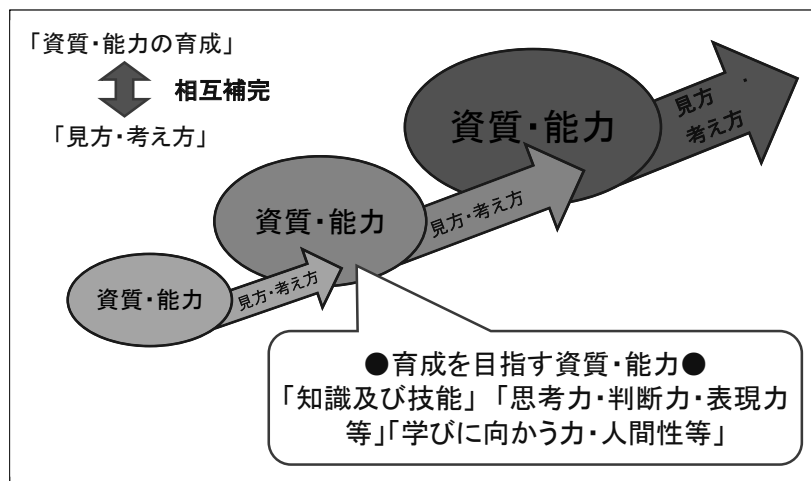 「資質・能力の育成」
相互補完
「見方・考え方」
資質・能力
見方・考え方
資質・能力
見方・考え方
資質・能力
見方・
考え方
●育成を目指す資質・能力●
「知識及び技能」「思考力・判断力・表現力
等」「学びに向かう力・人間性等」